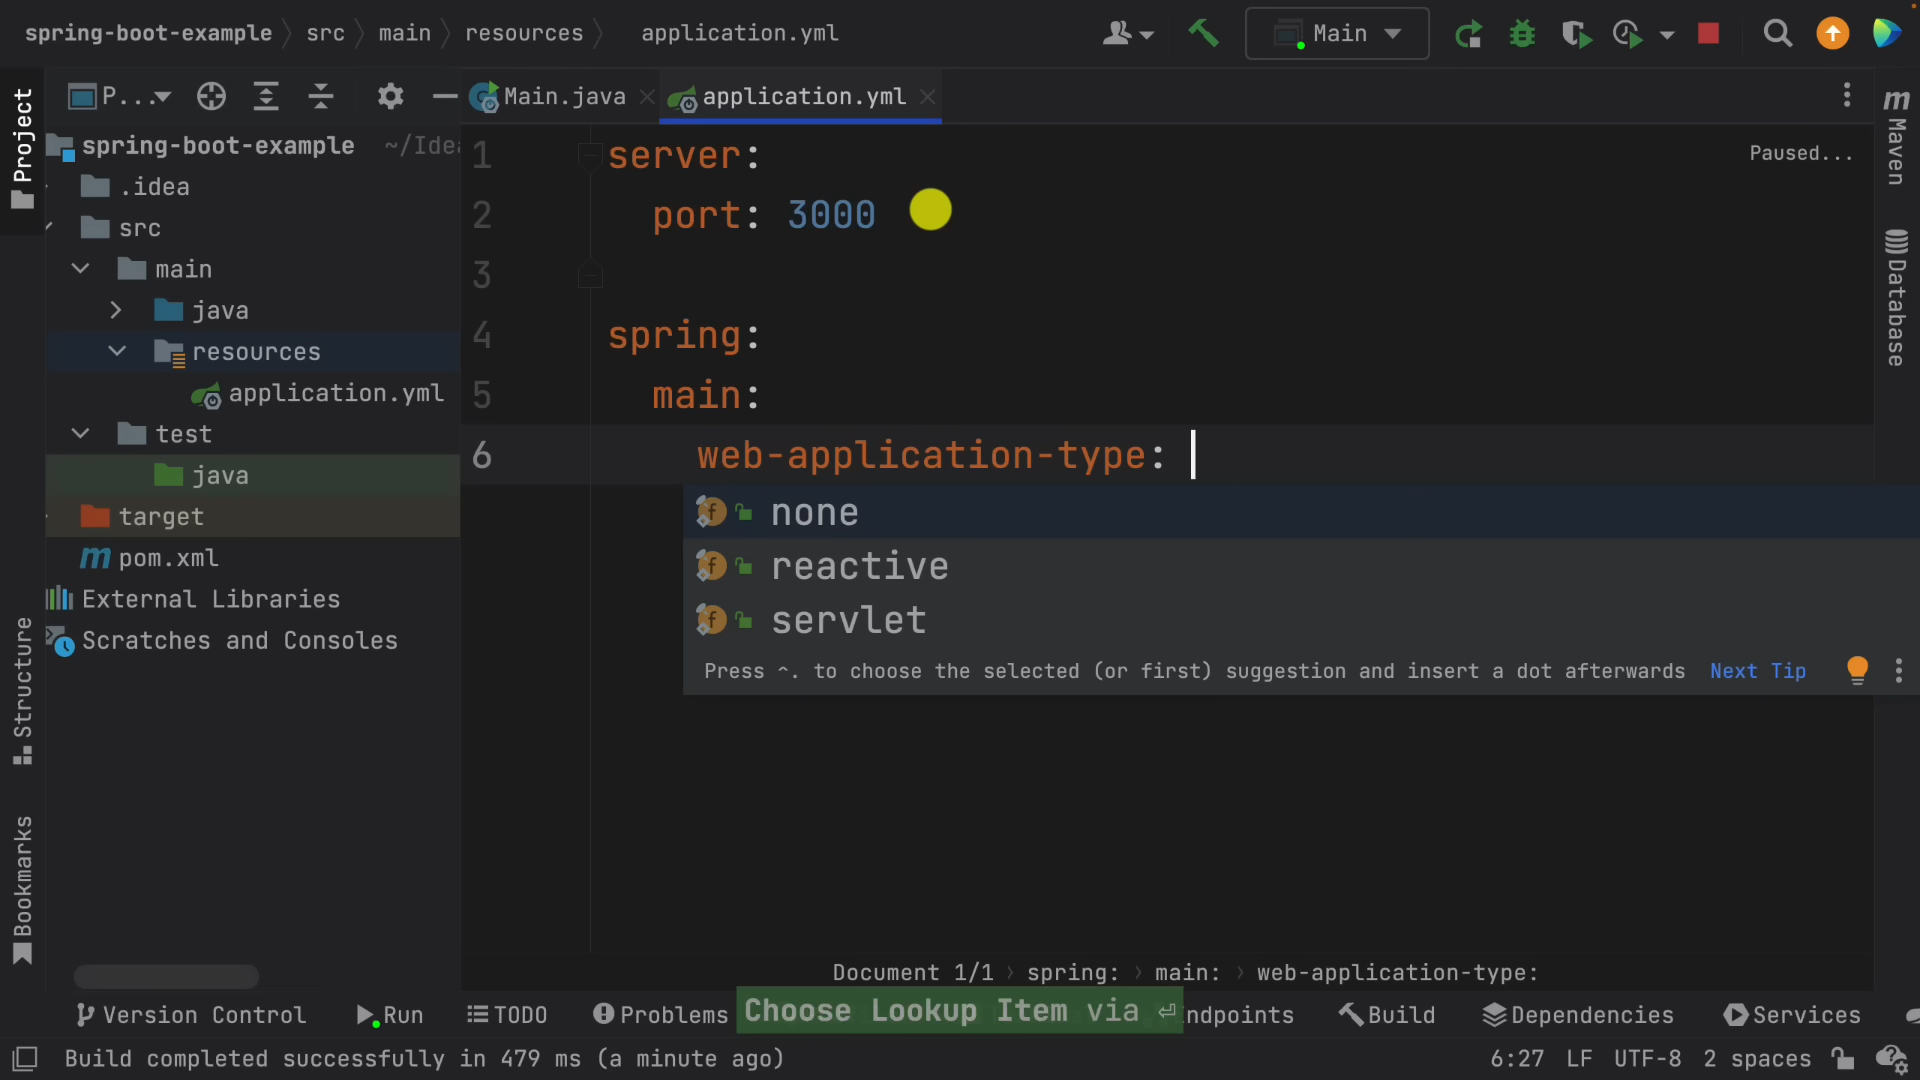 spring-boot-example src main resources application.yml
Main
P...
Main.java
application.yml
Project
spring-boot-example
.idea
src
main
java
resources
application.yml
test
java
target
m pom.xml
External Libraries
Scratches and Consoles
Structure
Bookmarks
1 server:
2 port: 3000
3
4 spring:
5 main:
6 web-application-type:
Paused...
f none
f reactive
f servlet
Press ^. to choose the selected (or first) suggestion and insert a dot afterwards Next Tip
m Maven
Database
Document 1/1 › spring: › main: › web-application-type:
Version Control
Run
TODO
Problems
Choose Lookup Item via ⏎
ndpoints
Build
Dependencies
Services
Build completed successfully in 479 ms (a minute ago)
6:27 LF UTF-8 2 spaces